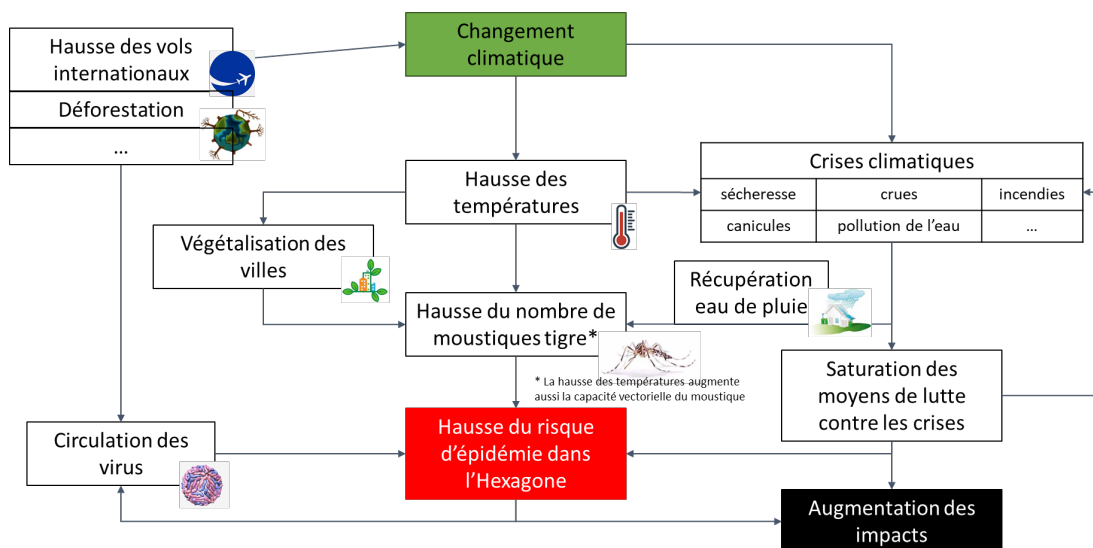 Hausse des vols
internationaux
Déforestation
...
Changement
climatique
Crises climatiques
sécheresse
crues
incendies
canicules
pollution de l'eau
...
Hausse des
températures
Végétalisation des
villes
Récupération
eau de pluie
Hausse du nombre de
moustiques tigre*
* La hausse des températures augmente
aussi la capacité vectorielle du moustique
Saturation des
moyens de lutte
contre les crises
Circulation des
virus
Hausse du risque
d'épidémie dans
l'Hexagone
Augmentation des
impacts